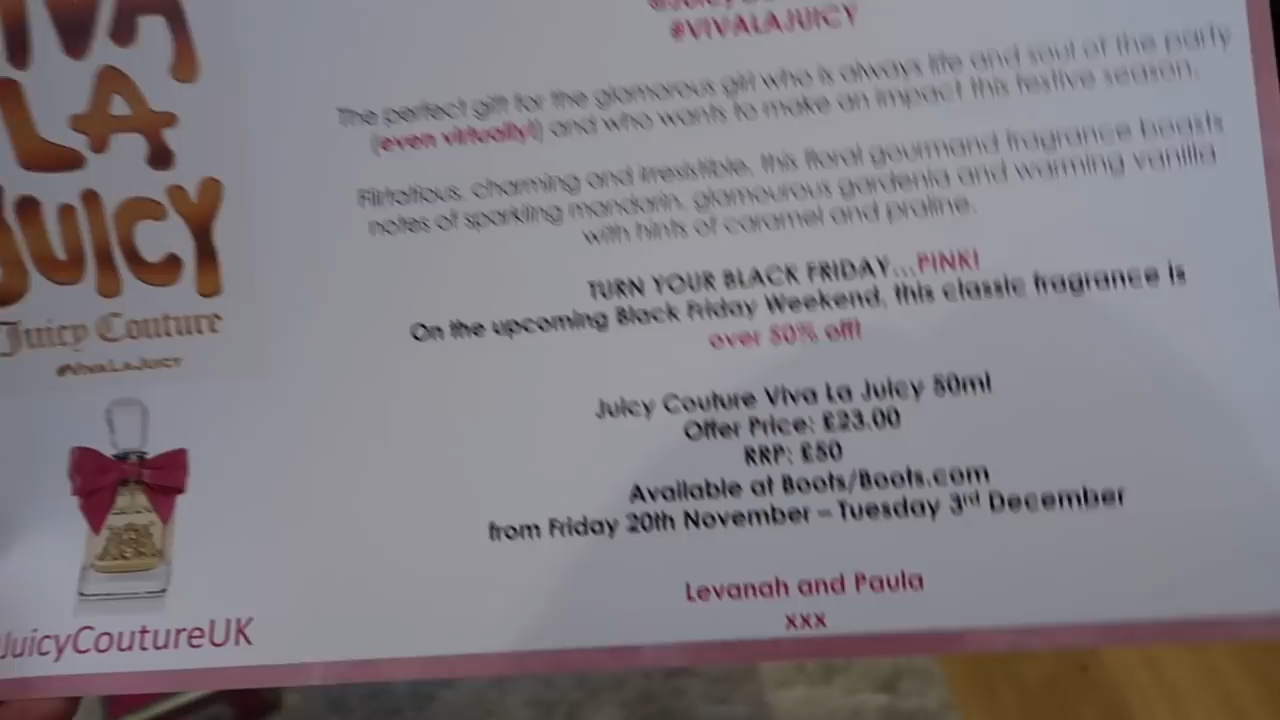 VIVA
LA
JUICY
Juicy Couture
#VivaLaJuicy
JuicyCoutureUK
#VIVALAJUICY
The perfect gift for the glamorous girl who is always life and soul of the party
(even virtually!) and who wants to make an impact this festive season.
Flirtatious, charming and irresistible, this floral gourmand fragrance boasts
notes of sparkling mandarin, glamourous gardenia and warming vanilla
with hints of caramel and praline.
TURN YOUR BLACK FRIDAY...PINK!
On the upcoming Black Friday Weekend, this classic fragrance is
over 50% off!
Juicy Couture Viva La Juicy 50ml
Offer Price: £23.00
RRP: £50
Available at Boots/Boots.com
from Friday 20th November – Tuesday 3rd December
Levanah and Paula
xxx